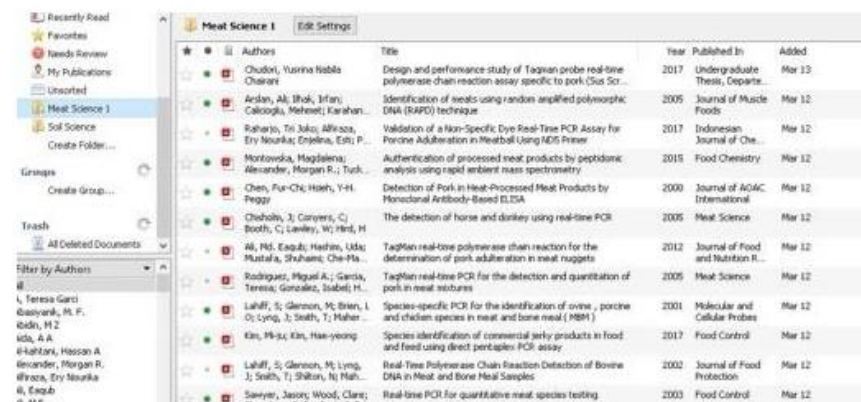 Recently Read
Favorites
Needs Review
My Publications
Unsorted
Meat Science 1
Soil Science
Create Folder...
Groups
Create Group...
Trash
All Deleted Documents
Filter by Authors
All
, Teresa Garci
Abasiyanik, M. F.
Abidin, M Z
Aida, A A
Al-kahtani, Hassan A
Alexander, Morgan R.
Alfiraza, Ery Nourika
Ali, Eaqub
Meat Science 1 Edit Settings
Authors Title Year Published In Added
Chudori, Yusrina Nabila Design and performance study of Taqman probe real-time 2017 Undergraduate Mar 13
Chairani polymerase chain reaction assay specific to pork (Sus Scr... Thesis, Departe...
Arslan, Ali; Ilhak, Irfan; Identification of meats using random amplified polymorphic 2005 Journal of Muscle Mar 12
Calicioglu, Mehmet; Karahan... DNA (RAPD) technique Foods
Raharjo, Tri Joko; Alfiraza, Validation of a Non-Specific Dye Real-Time PCR Assay for 2017 Indonesian Mar 12
Ery Nourika; Enjelina, Esti; P... Porcine Adulteration in Meatball Using ND5 Primer Journal of Che...
Montowska, Magdalena; Authentication of processed meat products by peptidomic 2015 Food Chemistry Mar 12
Alexander, Morgan R.; Tuck... analysis using rapid ambient mass spectrometry
Chen, Fur-Chi; Hsieh, Y-H. Detection of Pork in Heat-Processed Meat Products by 2000 Journal of AOAC Mar 12
Peggy Monoclonal Antibody-Based ELISA International
Chisholm, J; Conyers, C; The detection of horse and donkey using real-time PCR 2005 Meat Science Mar 12
Booth, C; Lawley, W; Hird, H
Ali, Md. Eaqub; Hashim, Uda; TaqMan real-time polymerase chain reaction for the 2012 Journal of Food Mar 12
Mustafa, Shuhaimi; Che-Ma... determination of pork adulteration in meat nuggets and Nutrition R...
Rodriguez, Miguel A.; Garcia, TaqMan real-time PCR for the detection and quantitation of 2005 Meat Science Mar 12
Teresa; Gonzalez, Isabel; H... pork in meat mixtures
Lahiff, S; Glennon, M; Brien, L Species-specific PCR for the identification of ovine , porcine 2001 Molecular and Mar 12
O; Lyng, J; Smith, T; Maher... and chicken species in meat and bone meal ( MBM ) Cellular Probes
Kim, Mi-ju; Kim, Hae-yeong Species identification of commercial jerky products in food 2017 Food Control Mar 12
and feed using direct pentaplex PCR assay
Lahiff, S; Glennon, M; Lyng, Real-Time Polymerase Chain Reaction Detection of Bovine 2002 Journal of Food Mar 12
J; Smith, T; Shilton, N; Mah... DNA in Meat and Bone Meal Samples Protection
Sawyer, Jason; Wood, Clare; Real-time PCR for quantitative meat species testing 2003 Food Control Mar 12